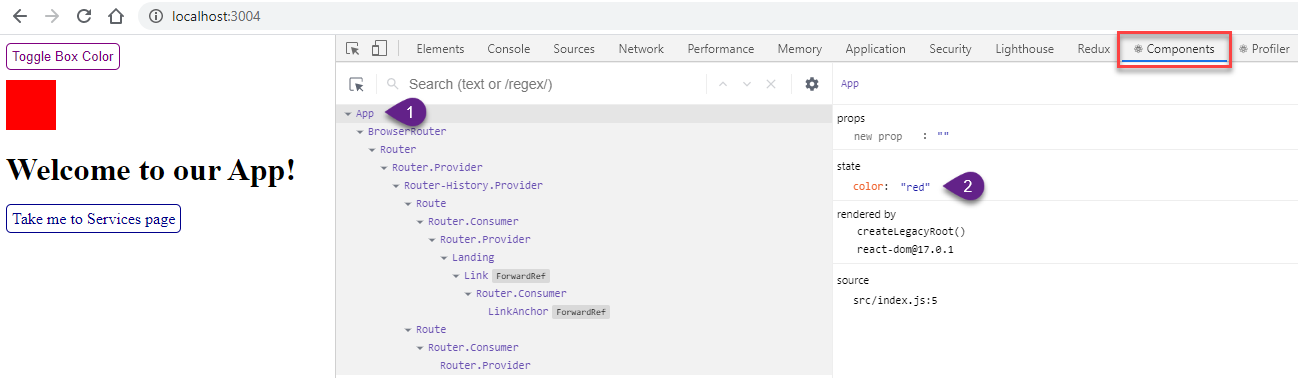 localhost:3004
Toggle Box Color
Welcome to our App!
Take me to Services page
Elements Console Sources Network Performance Memory Application Security Lighthouse Redux Components Profiler
Search (text or /regex/)
App 1
BrowserRouter
Router
Router.Provider
Router-History.Provider
Route
Router.Consumer
Router.Provider
Landing
Link ForwardRef
Router.Consumer
LinkAnchor ForwardRef
Route
Router.Consumer
Router.Provider
App
props
new prop : ""
state
color: "red" 2
rendered by
createLegacyRoot()
react-dom@17.0.1
source
src/index.js:5